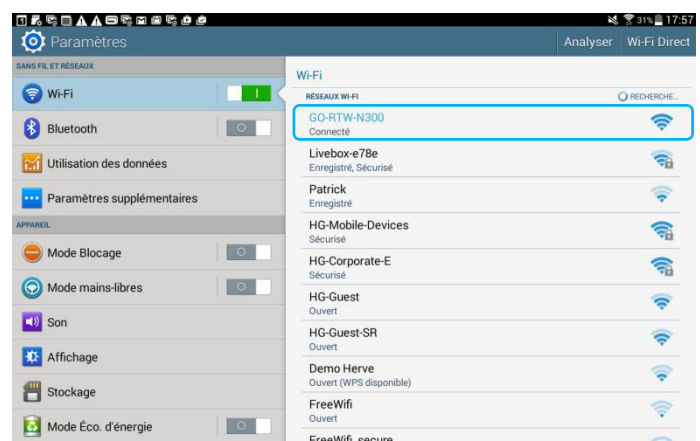 31% 17:57
Paramètres
Analyser Wi-Fi Direct
SANS FIL ET RÉSEAUX
Wi-Fi
Bluetooth
Utilisation des données
Paramètres supplémentaires
APPAREIL
Mode Blocage
Mode mains-libres
Son
Affichage
Stockage
Mode Éco. d'énergie
Wi-Fi
RÉSEAUX WI-FI RECHERCHE..
GO-RTW-N300
Connecté
Livebox-e78e
Enregistré, Sécurisé
Patrick
Enregistré
HG-Mobile-Devices
Sécurisé
HG-Corporate-E
Sécurisé
HG-Guest
Ouvert
HG-Guest-SR
Ouvert
Demo Herve
Ouvert (WPS disponible)
FreeWifi
Ouvert
FreeWifi_secure